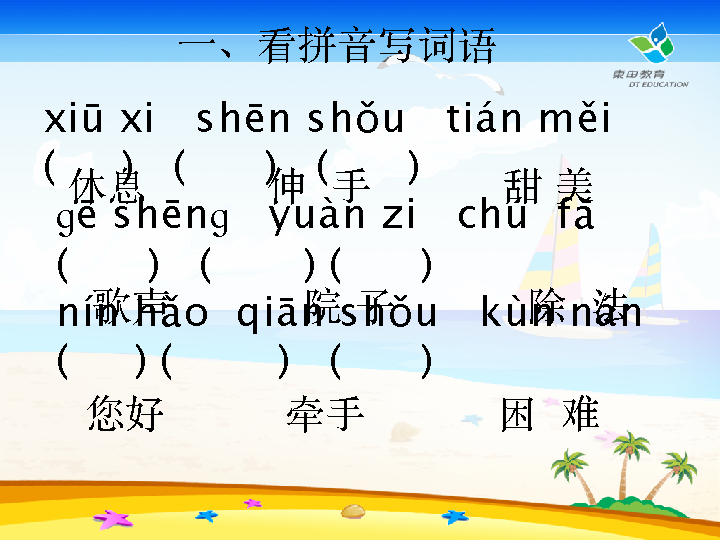 一、看拼音写词语
東田教育
DT EDUCATION
xiū xi shēn shǒu tián měi
( ) ( ) ( )
休息 伸 手 甜 美
gē shēng yuàn zi chú fǎ
( ) ( ) ( )
歌声 院 子 除 法
nín hǎo qiān shǒu kùn nán
( ) ( ) ( )
您好 牵手 困 难